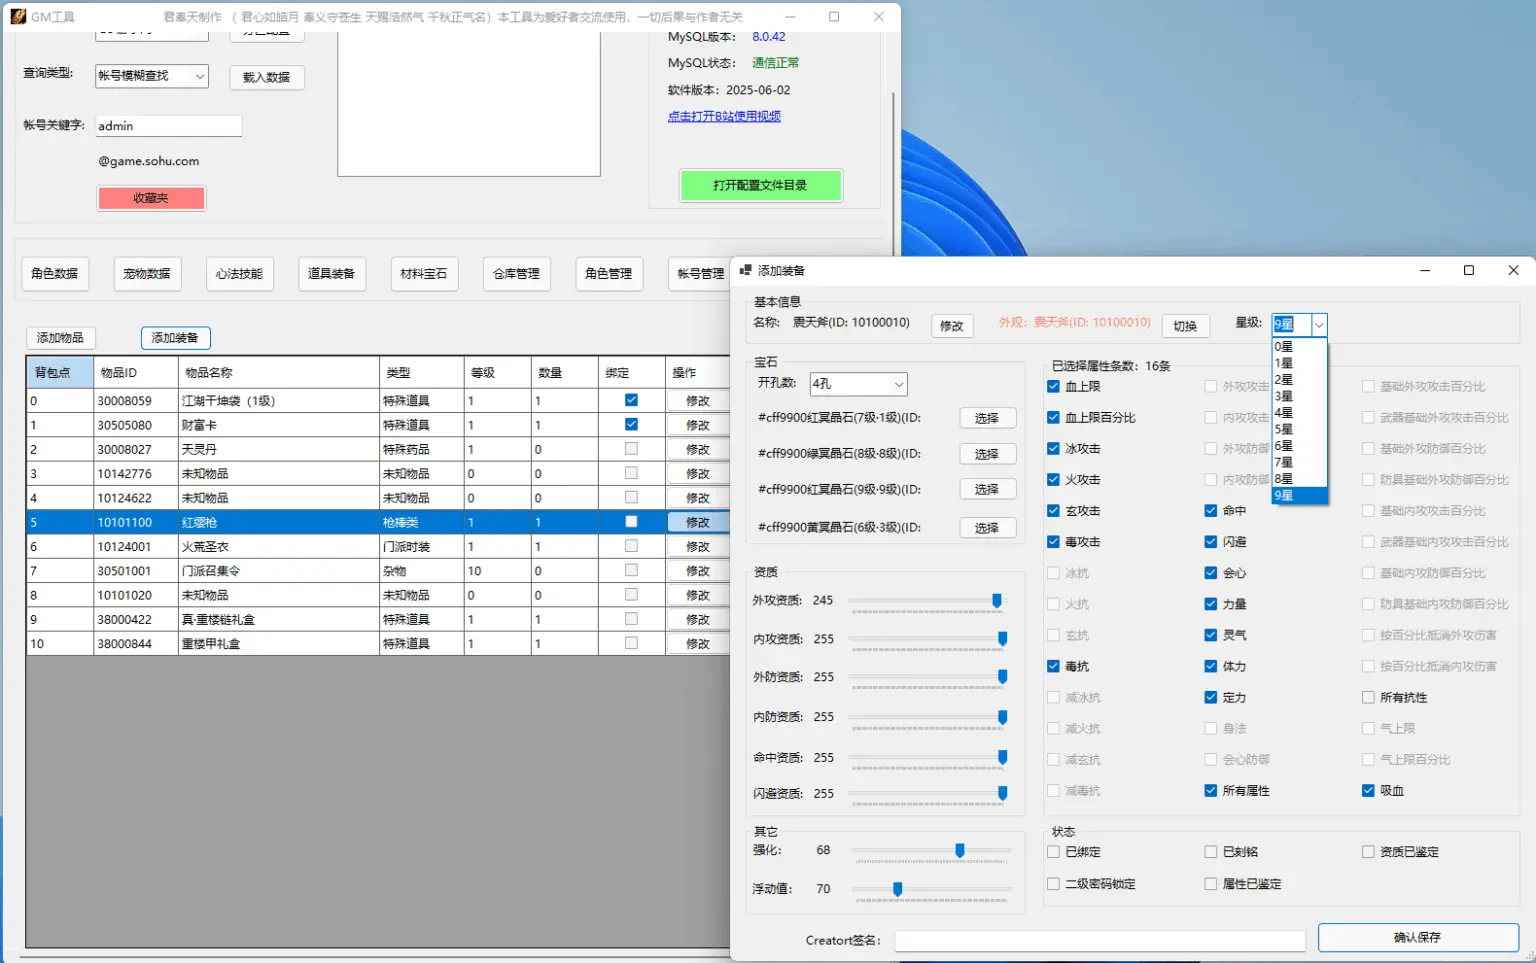 GM工具
君奉天制作 （ 君心如皓月 奉义守苍生 天赐浩然气 千秋正气名）本工具为爱好者交流使用，一切后果与作者无关
查询类型:
帐号模糊查找
载入数据
帐号关键字:
admin
@game.sohu.com
收藏夹
MySQL版本:
8.0.42
MySQL状态:
通信正常
软件版本:
2025-06-02
点击打开B站使用视频
打开配置文件目录
角色数据
宠物数据
心法技能
道具装备
材料宝石
仓库管理
角色管理
帐号管理
添加物品
添加装备
背包点 物品ID 物品名称 类型 等级 数量 绑定 操作
0 30008059 江湖干坤袋（1级） 特殊道具 1 1 修改
1 30505080 财富卡 特殊道具 1 1 修改
2 30008027 天灵丹 特殊药品 1 0 修改
3 10142776 未知物品 未知物品 0 0 修改
4 10124622 未知物品 未知物品 0 0 修改
5 10101100 红缨枪 枪棒类 1 1 修改
6 10124001 火荒圣衣 门派时装 1 1 修改
7 30501001 门派召集令 杂物 10 0 修改
8 10101020 未知物品 未知物品 0 0 修改
9 38000422 真·重楼链礼盒 特殊道具 1 1 修改
10 38000844 重楼甲礼盒 特殊道具 1 1 修改
添加装备
基本信息
名称: 震天斧(ID: 10100010)
修改
外观: 震天斧(ID: 10100010)
切换
星级:
9星
0星
1星
2星
3星
4星
5星
6星
7星
8星
9星
宝石
开孔数:
4孔
#cff9900红冥晶石(7级·1级)(ID:
选择
#cff9900绿冥晶石(8级·8级)(ID:
选择
#cff9900红冥晶石(9级·9级)(ID:
选择
#cff9900黄冥晶石(6级·3级)(ID:
选择
资质
外攻资质: 245
内攻资质: 255
外防资质: 255
内防资质: 255
命中资质: 255
闪避资质: 255
其它
强化: 68
浮动值: 70
已选择属性条数: 16条
血上限 外攻攻击 基础外攻攻击百分比
血上限百分比 内攻攻击 武器基础外攻攻击百分比
冰攻击 外攻防御 基础外攻防御百分比
火攻击 内攻防御 防具基础外攻防御百分比
玄攻击 命中 基础内攻攻击百分比
毒攻击 闪避 武器基础内攻攻击百分比
冰抗 会心 基础内攻防御百分比
火抗 力量 防具基础内攻防御百分比
玄抗 灵气 按百分比抵消外攻伤害
毒抗 体力 按百分比抵消内攻伤害
减冰抗 定力 所有抗性
减火抗 身法 气上限
减玄抗 会心防御 气上限百分比
减毒抗 所有属性 吸血
状态
已绑定 已刻铭 资质已鉴定
二级密码锁定 属性已鉴定
Creatort签名:
确认保存